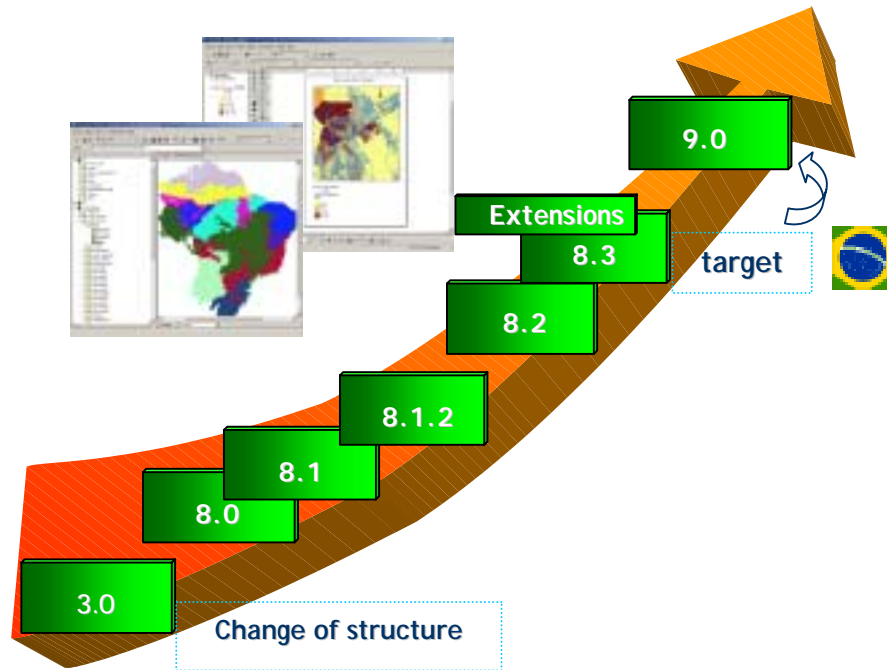 9.0
Extensions
8.3
target
8.2
8.1.2
8.1
8.0
3.0
Change of structure